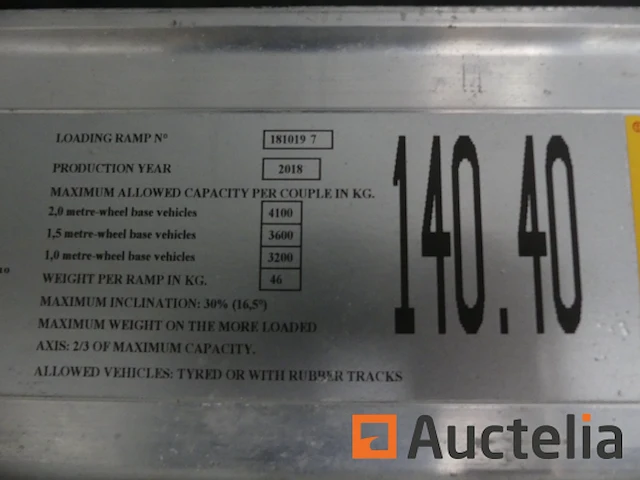 LOADING RAMP Nº 181019 7
PRODUCTION YEAR 2018
MAXIMUM ALLOWED CAPACITY PER COUPLE IN KG.
2,0 metre-wheel base vehicles 4100
1,5 metre-wheel base vehicles 3600
1,0 metre-wheel base vehicles 3200
WEIGHT PER RAMP IN KG. 46
MAXIMUM INCLINATION: 30% (16,5º)
MAXIMUM WEIGHT ON THE MORE LOADED
AXIS: 2/3 OF MAXIMUM CAPACITY.
ALLOWED VEHICLES: TYRED OR WITH RUBBER TRACKS
140.40
Auctelia